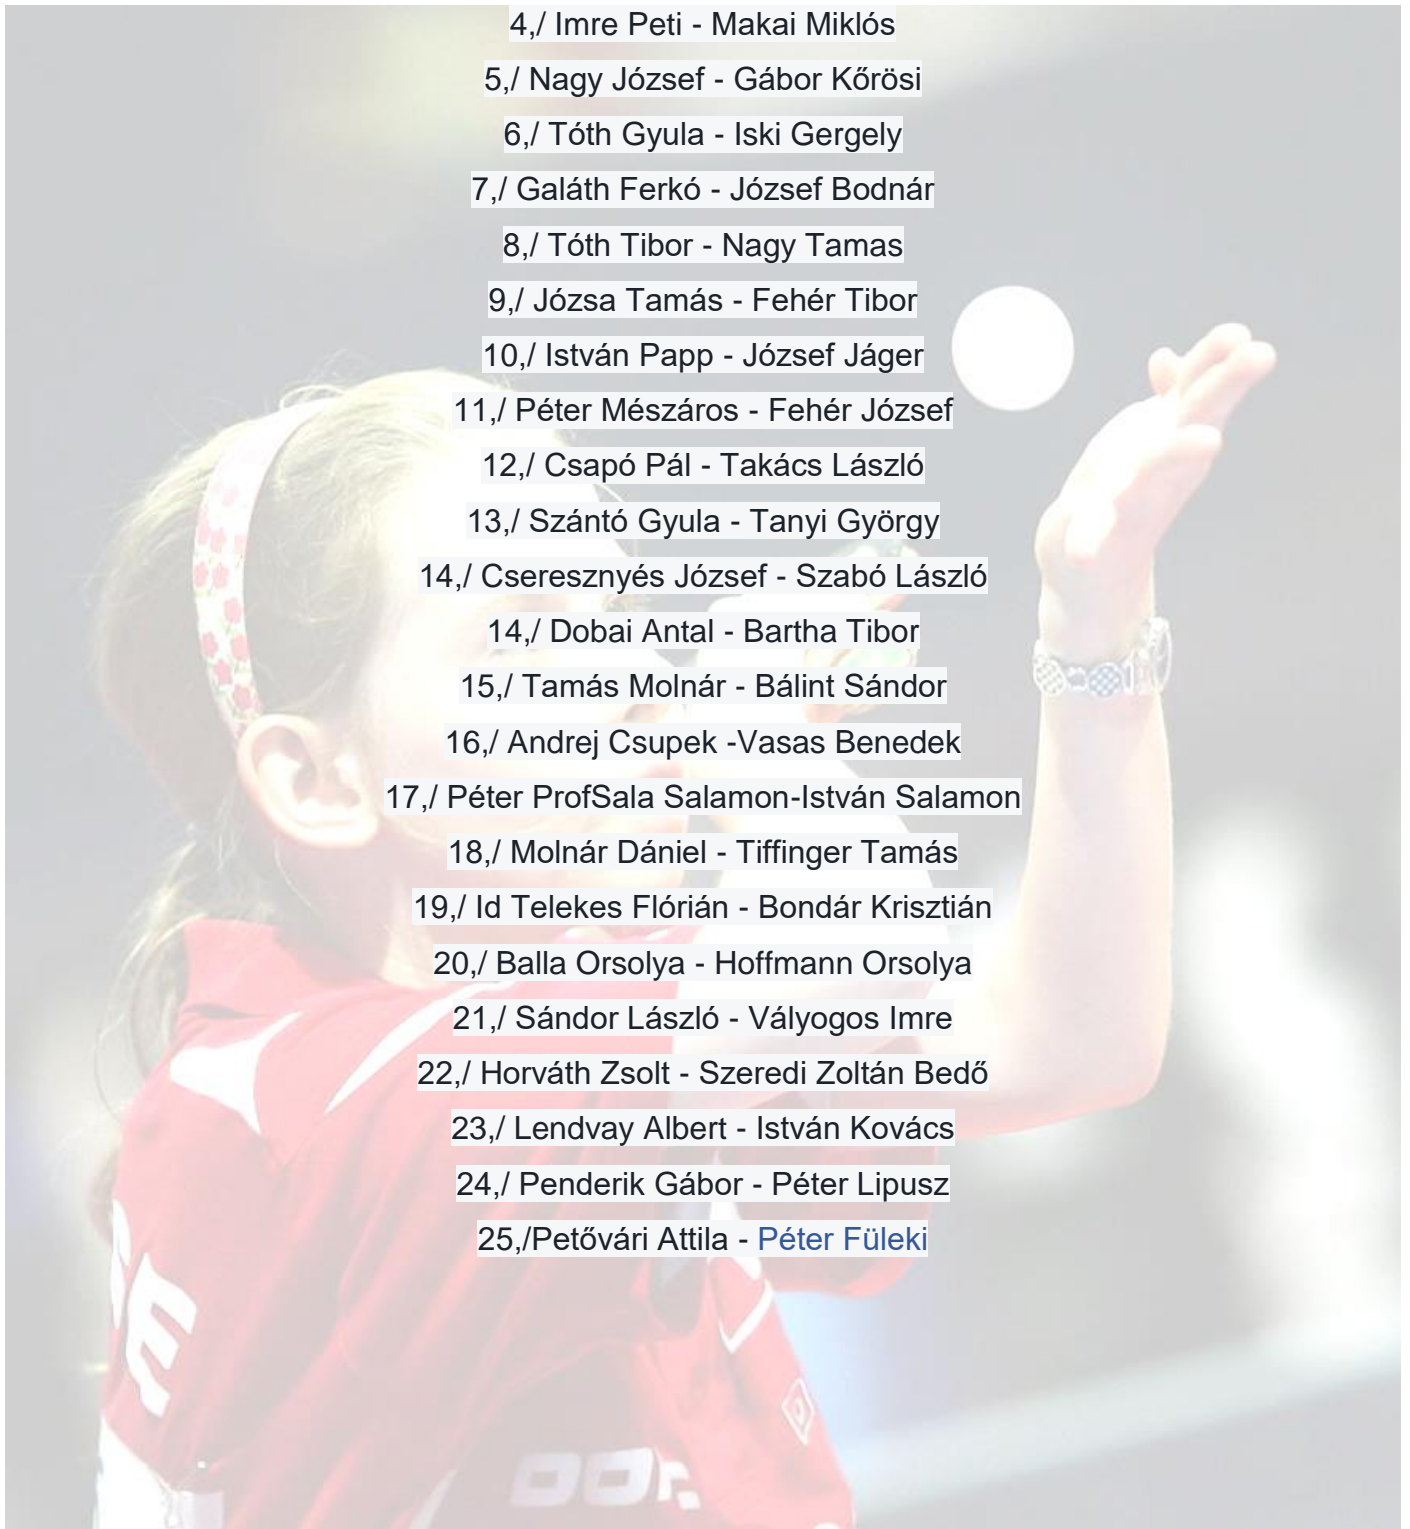 4,/ Imre Peti - Makai Miklós
5,/ Nagy József - Gábor Kőrösi
6,/ Tóth Gyula - Iski Gergely
7,/ Galáth Ferkó - József Bodnár
8,/ Tóth Tibor - Nagy Tamas
9,/ Józsa Tamás - Fehér Tibor
10,/ István Papp - József Jáger
11,/ Péter Mészáros - Fehér József
12,/ Csapó Pál - Takács László
13,/ Szántó Gyula - Tanyi György
14,/ Cseresznyés József - Szabó László
14,/ Dobai Antal - Bartha Tibor
15,/ Tamás Molnár - Bálint Sándor
16,/ Andrej Csupek -Vasas Benedek
17,/ Péter ProfSala Salamon-István Salamon
18,/ Molnár Dániel - Tiffinger Tamás
19,/ Id Telekes Flórián - Bondár Krisztián
20,/ Balla Orsolya - Hoffmann Orsolya
21,/ Sándor László - Vályogos Imre
22,/ Horváth Zsolt - Szeredi Zoltán Bedő
23,/ Lendvay Albert - István Kovács
24,/ Penderik Gábor - Péter Lipusz
25,/Petővári Attila - Péter Füleki